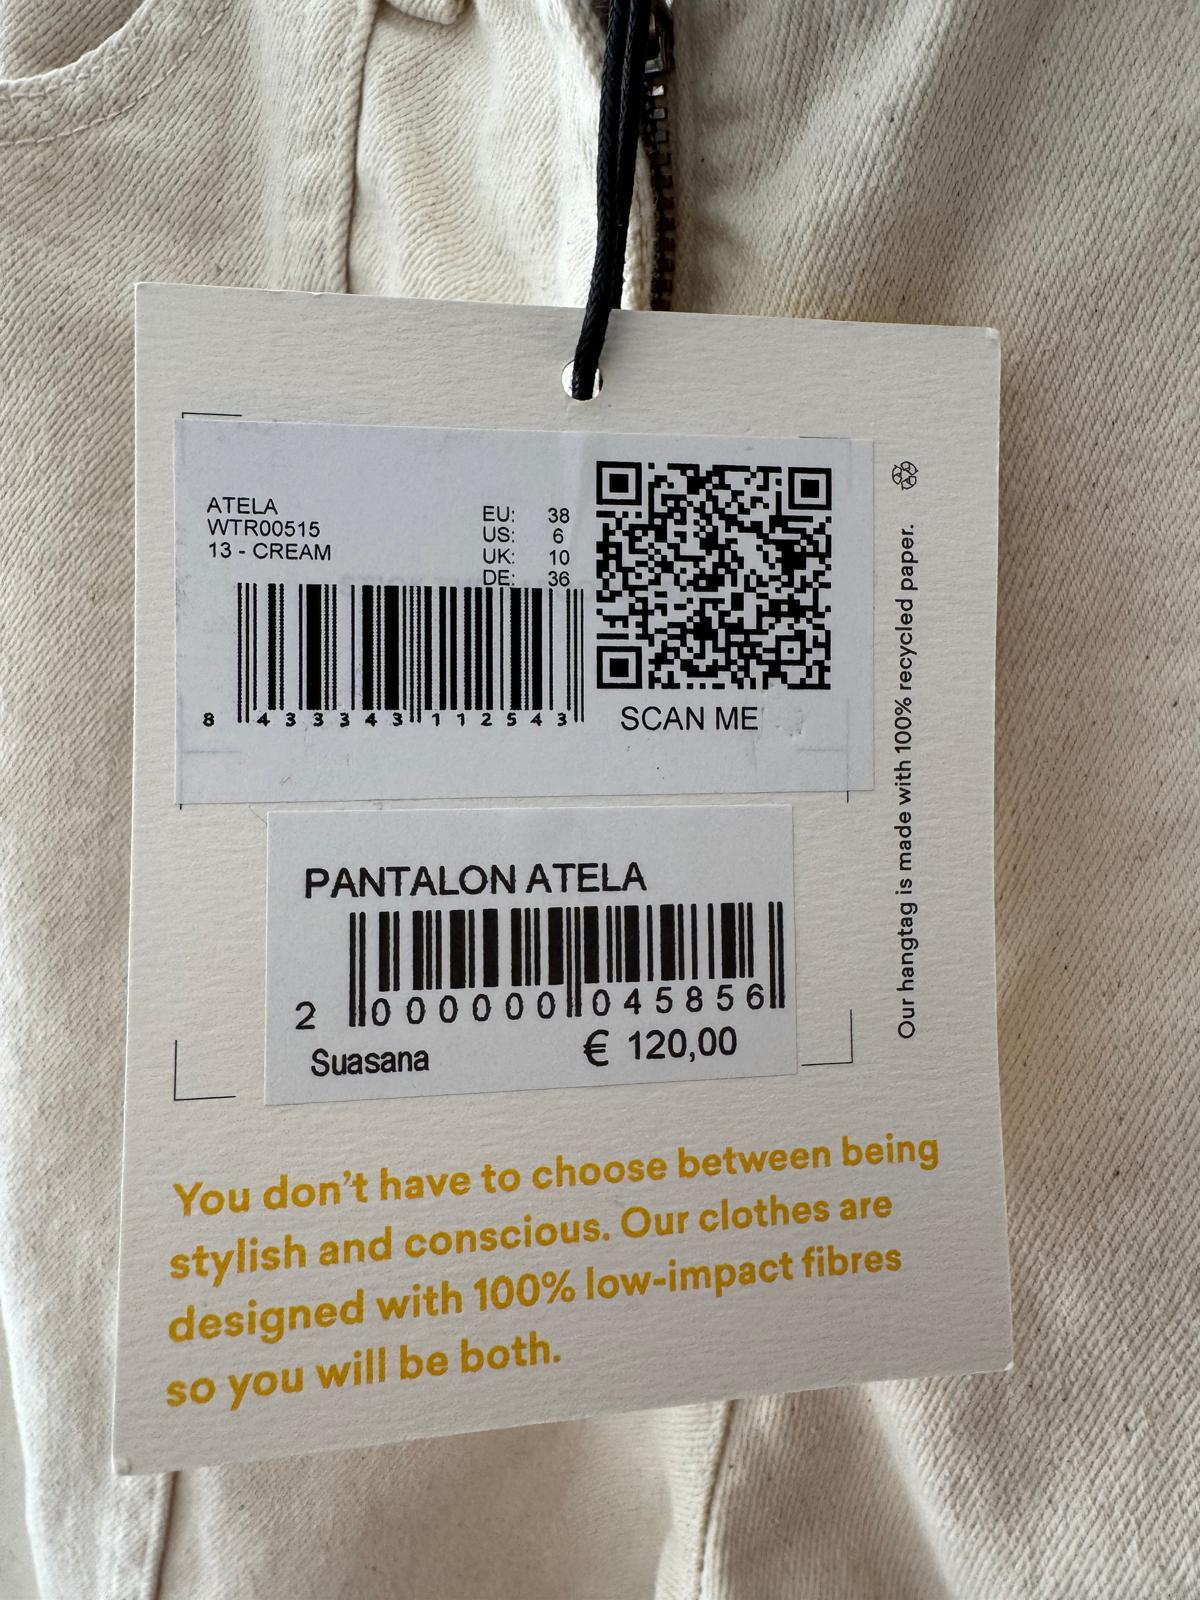 ATELA
WTR00515
13 - CREAM
EU: 38
US: 6
UK: 10
DE: 36
8 433343 112543
SCAN ME
Our hangtag is made with 100% recycled paper.
PANTALON ATELA
2 000000 045856
Suasana € 120,00
You don't have to choose between being
stylish and conscious. Our clothes are
designed with 100% low-impact fibres
so you will be both.